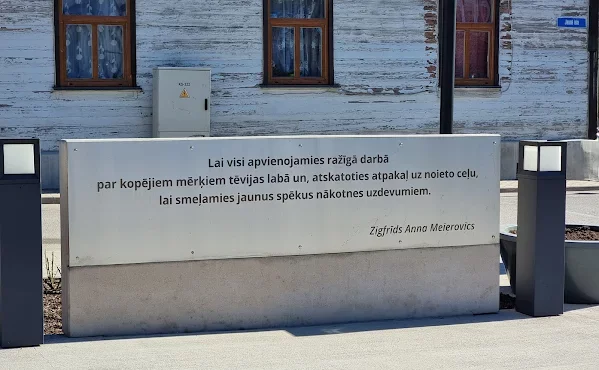 Lai visi apvienojamies ražīgā darbā
par kopējiem mērķiem tēvijas labā un, atskatoties atpakaļ uz noieto ceļu,
lai smeļamies jaunus spēkus nākotnes uzdevumiem.
Zigfrīds Anna Meierovics